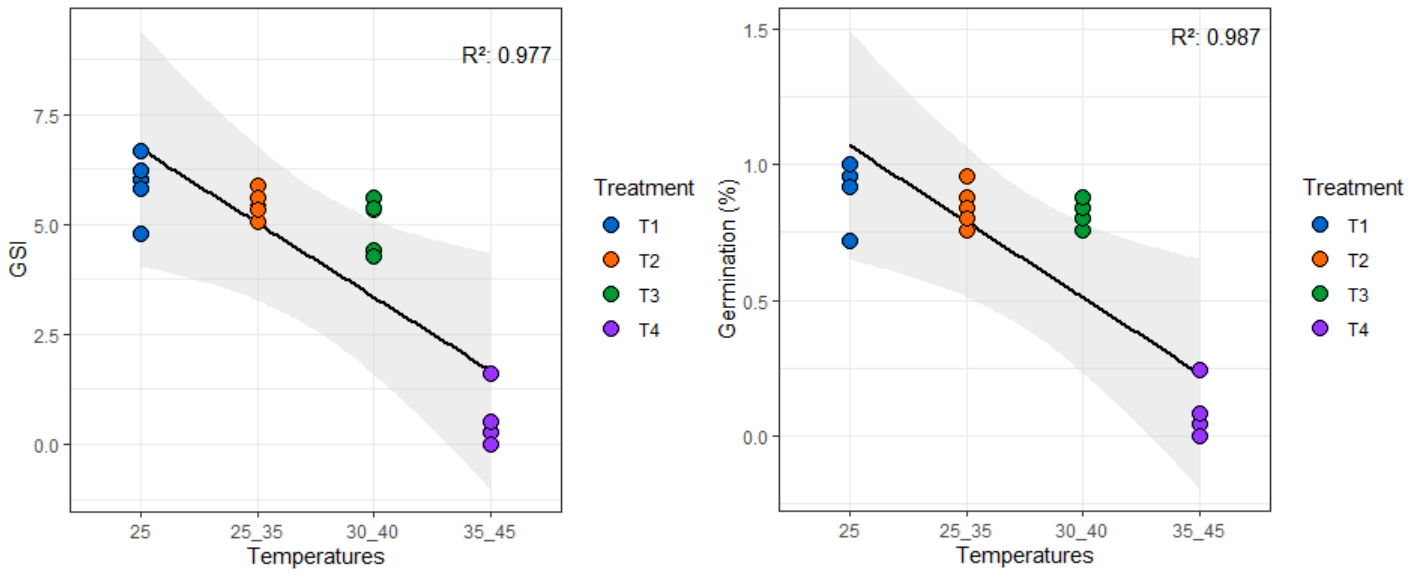 R²: 0.977
7.5
5.0
2.5
0.0
GSI
25
25_35
30_40
35_45
Temperatures
Treatment
T1
T2
T3
T4
R²: 0.987
1.5
1.0
0.5
0.0
Germination (%)
25
25_35
30_40
35_45
Temperatures
Treatment
T1
T2
T3
T4